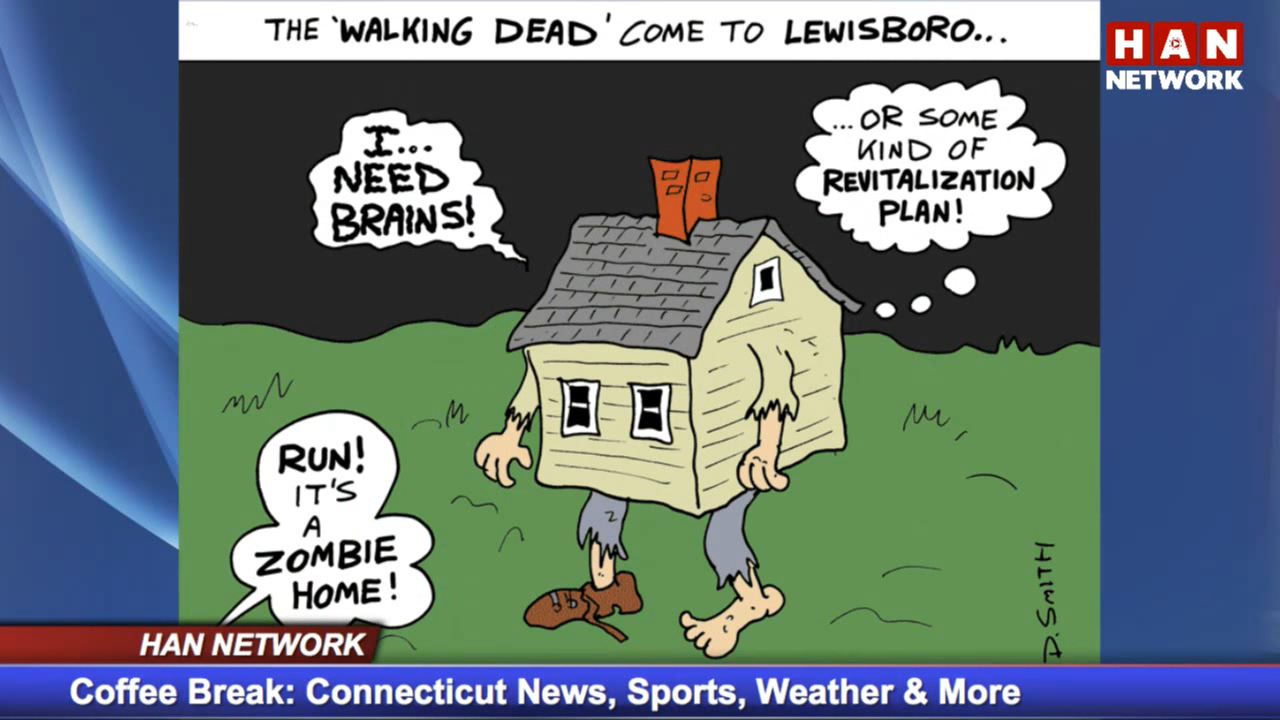 THE 'WALKING DEAD' COME TO LEWISBORO...
HAN
NETWORK
I...
NEED
BRAINS!
...OR SOME
KIND OF
REVITALIZATION
PLAN!
RUN!
IT'S
A
ZOMBIE
HOME!
D. SMITH
HAN NETWORK
Coffee Break: Connecticut News, Sports, Weather & More